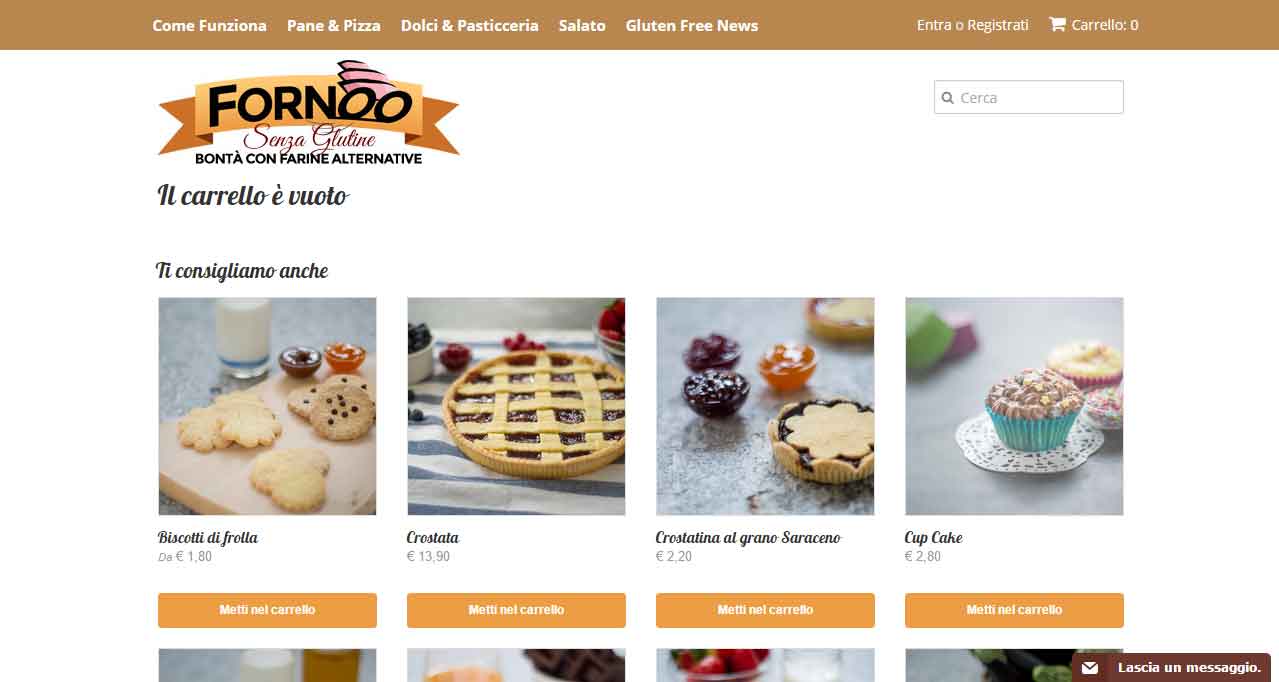 Come Funziona Pane & Pizza Dolci & Pasticceria Salato Gluten Free News Entra o Registrati Carrello: 0
FORNOO
Senza Glutine
BONTÀ CON FARINE ALTERNATIVE
Cerca
Il carrello è vuoto
Ti consigliamo anche
Biscotti di frolla
Da € 1,80
Metti nel carrello
Crostata
€ 13,90
Metti nel carrello
Crostatina al grano Saraceno
€ 2,20
Metti nel carrello
Cup Cake
€ 2,80
Metti nel carrello
Lascia un messaggio.